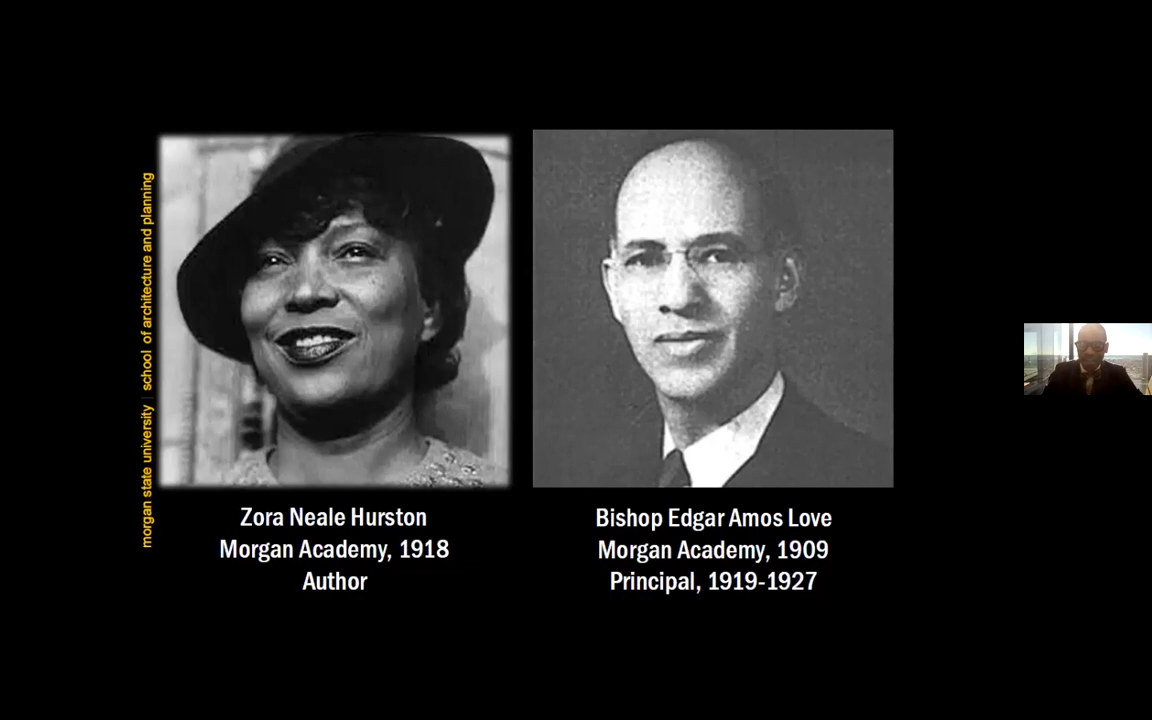 morgan state university | school of architecture and planning
Zora Neale Hurston
Morgan Academy, 1918
Author
Bishop Edgar Amos Love
Morgan Academy, 1909
Principal, 1919-1927